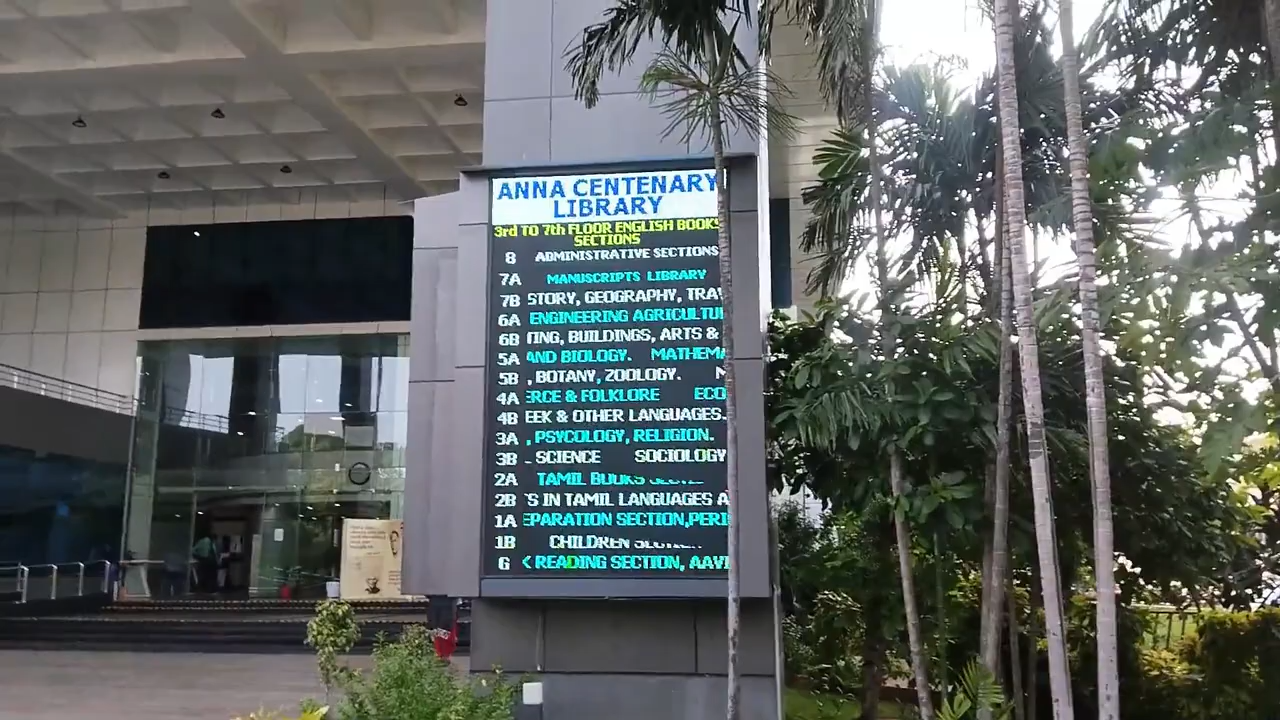 ANNA CENTENARY
LIBRARY
3rd TO 7th FLOOR ENGLISH BOOKS
SECTIONS
8 ADMINISTRATIVE SECTIONS
7A MANUSCRIPTS LIBRARY
7B STORY, GEOGRAPHY, TRA
6A ENGINEERING AGRICULTU
6B TING, BUILDINGS, ARTS &
5A AND BIOLOGY. MATHEMA
5B , BOTANY, ZOOLOGY. M
4A ERCE & FOLKLORE ECO
4B EEK & OTHER LANGUAGES.
3A , PSYCOLOGY, RELIGION.
3B SCIENCE SOCIOLOGY
2A TAMIL BOOKS
2B S IN TAMIL LANGUAGES A
1A EPARATION SECTION,PERI
1B CHILDREN SECTION
G K READING SECTION, AAVI